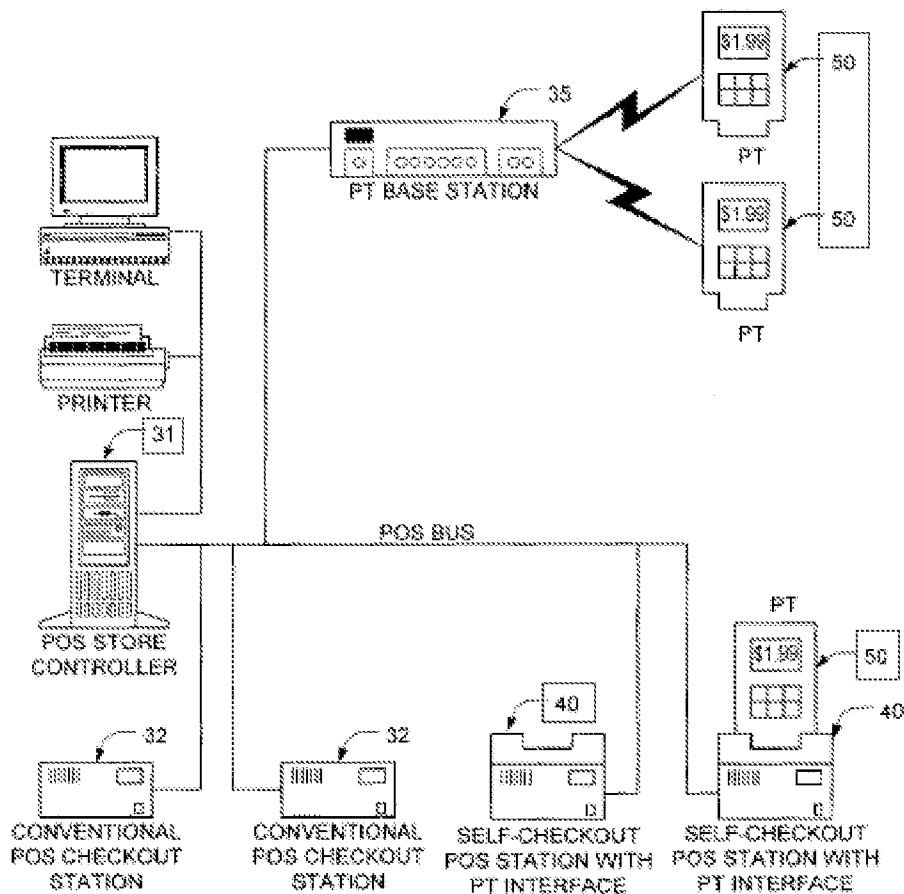 $1.99
50
35
PT
PT BASE STATION
$1.99
50
TERMINAL
PT
PRINTER
31
POS BUS
PT
POS STORE
CONTROLLER
$1.99
50
40
40
32
32
CONVENTIONAL
POS CHECKOUT
STATION
CONVENTIONAL
POS CHECKOUT
STATION
SELF-CHECKOUT
POS STATION WITH
PT INTERFACE
SELF-CHECKOUT
POS STATION WITH
PT INTERFACE